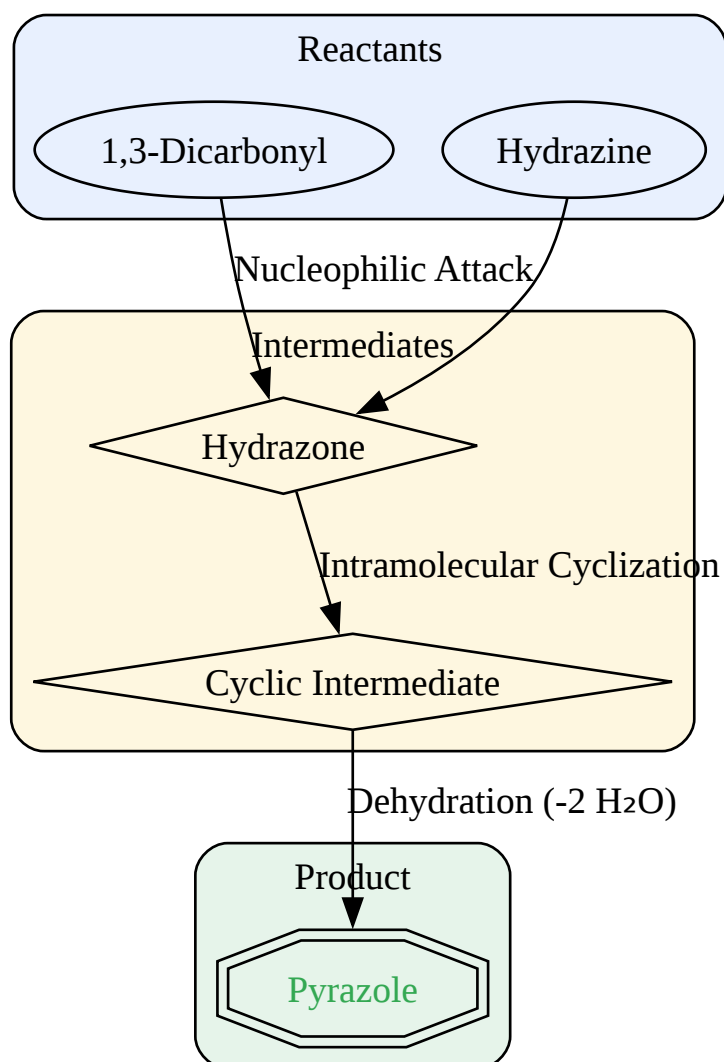 Reactants
1,3-Dicarbonyl
Hydrazine
Nucleophilic Attack
Intermediates
Hydrazone
Intramolecular Cyclization
Cyclic Intermediate
Dehydration (-2 H₂O)
Product
Pyrazole